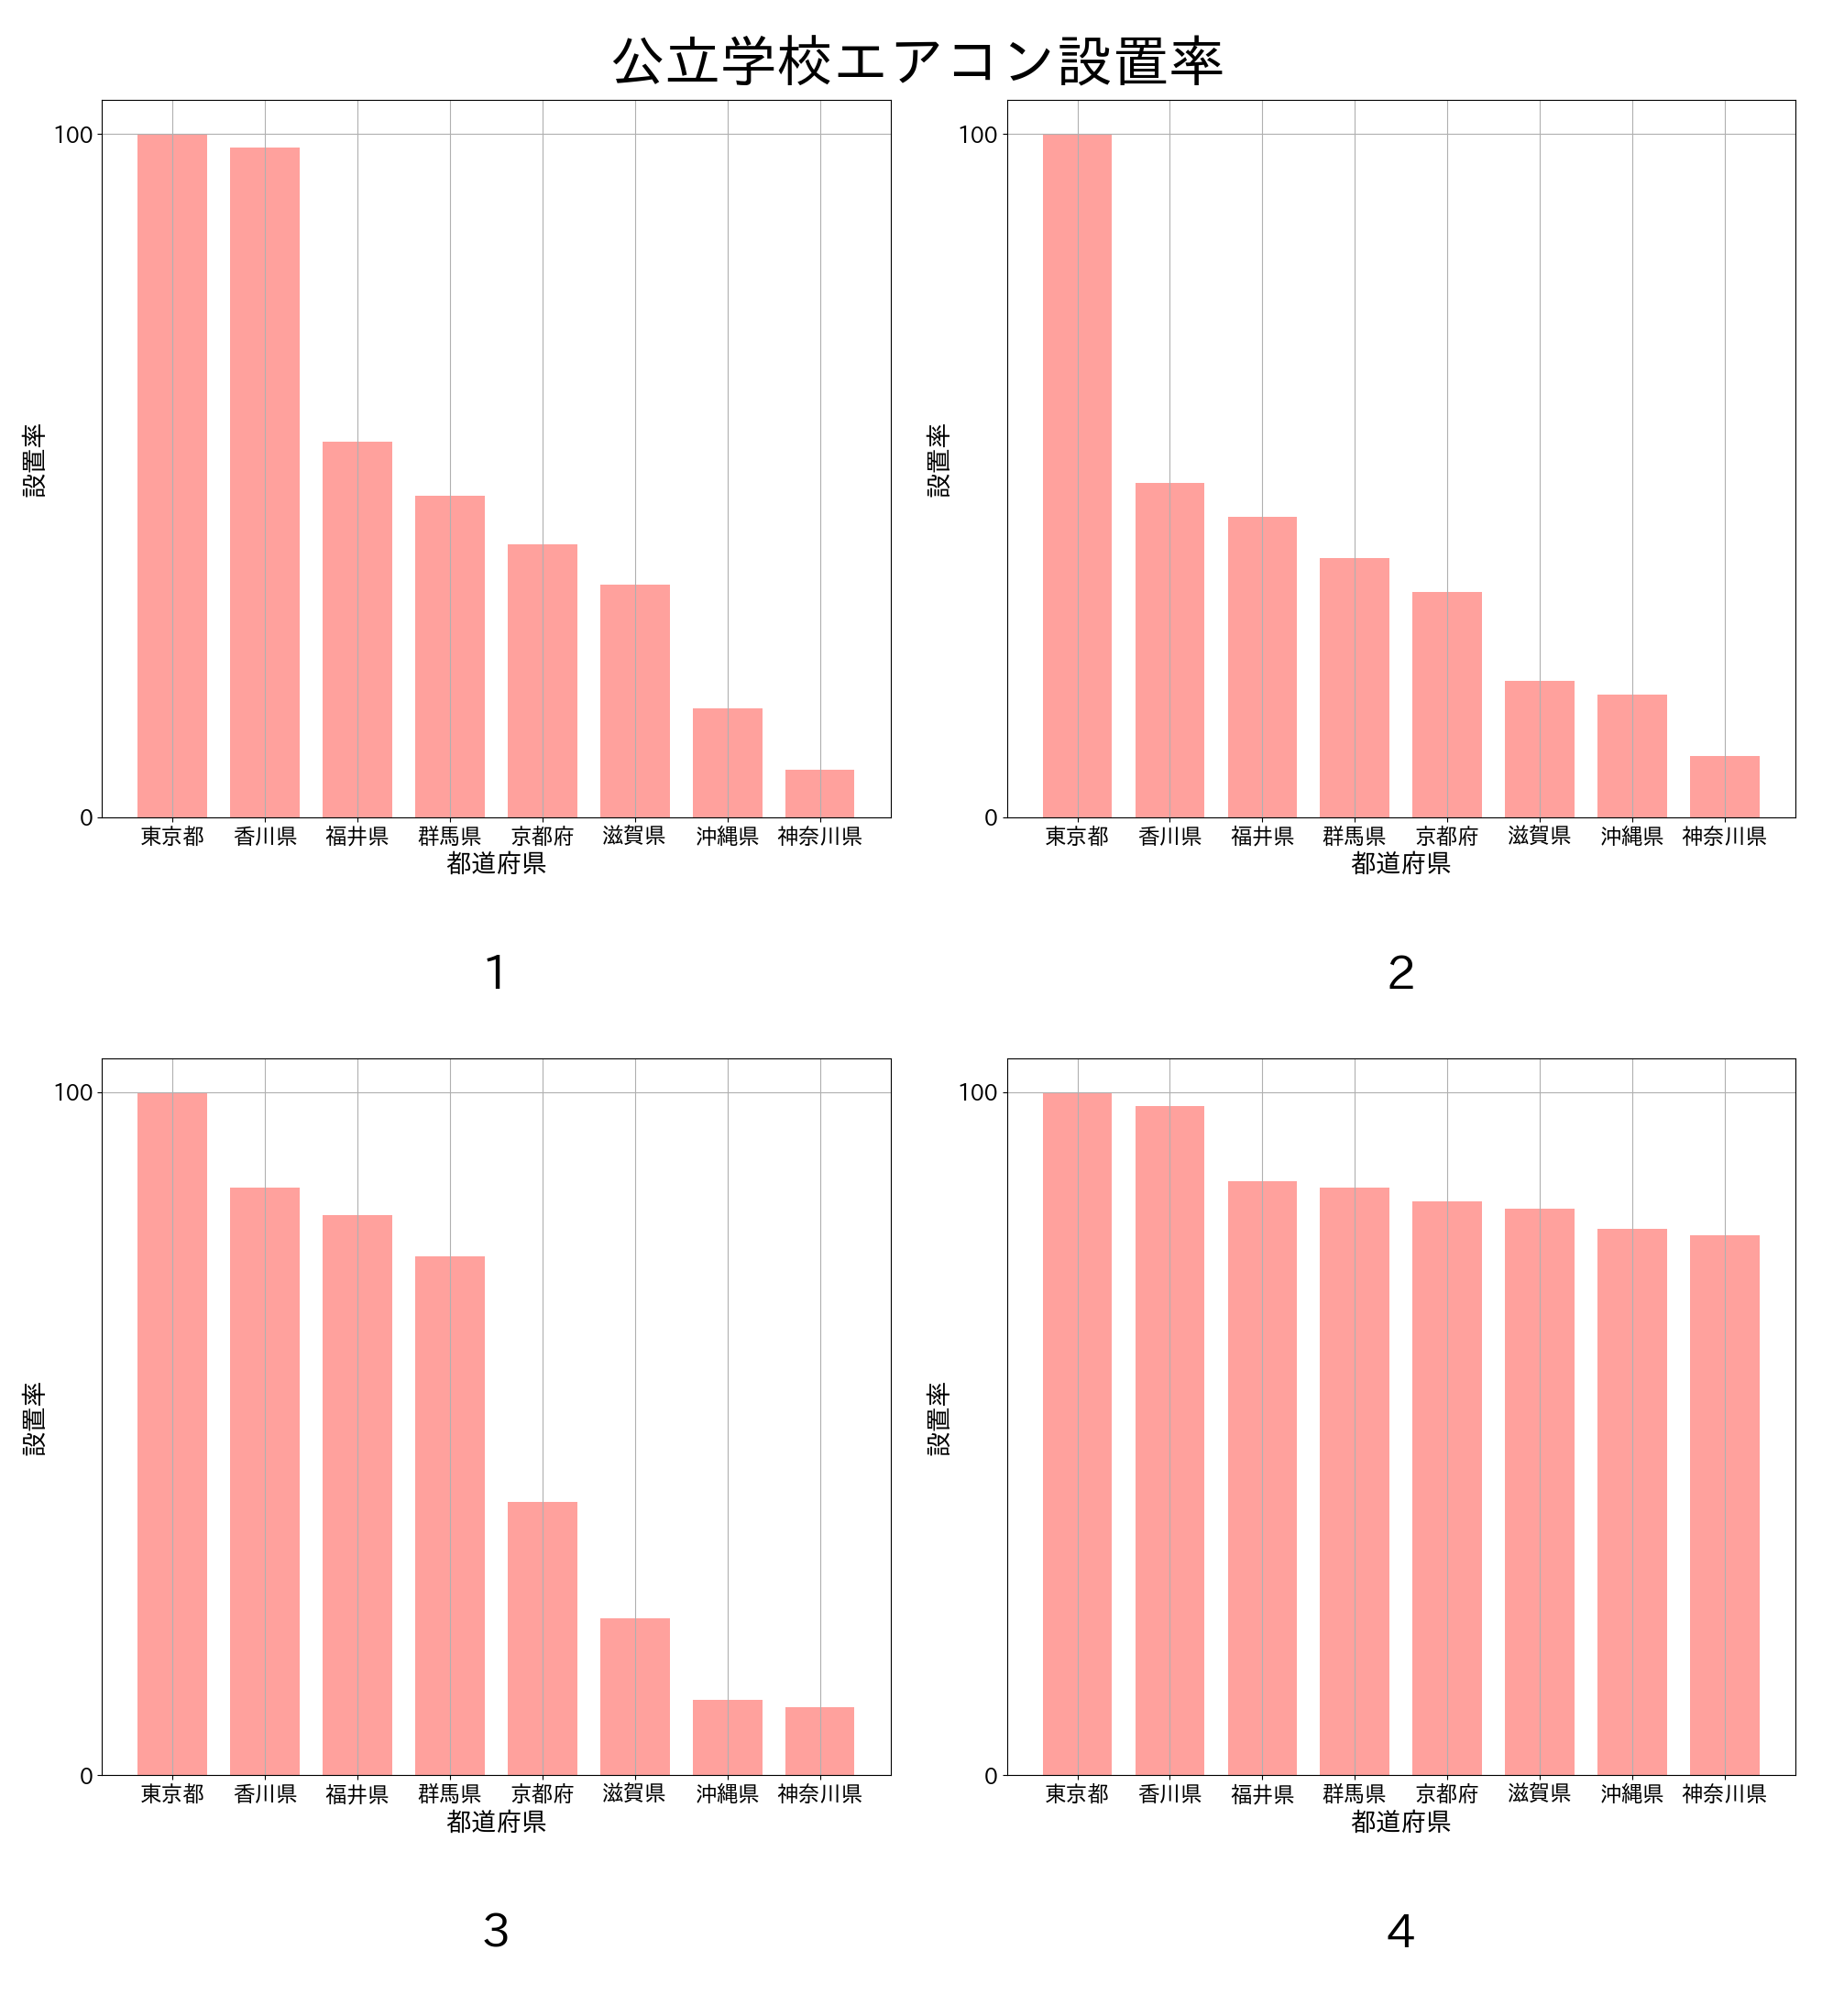 公立学校エアコン設置率
100
設置率
0
東京都 香川県 福井県 群馬県 京都府 滋賀県 沖縄県 神奈川県
都道府県
1
100
設置率
0
東京都 香川県 福井県 群馬県 京都府 滋賀県 沖縄県 神奈川県
都道府県
2
100
設置率
0
東京都 香川県 福井県 群馬県 京都府 滋賀県 沖縄県 神奈川県
都道府県
3
100
設置率
0
東京都 香川県 福井県 群馬県 京都府 滋賀県 沖縄県 神奈川県
都道府県
4